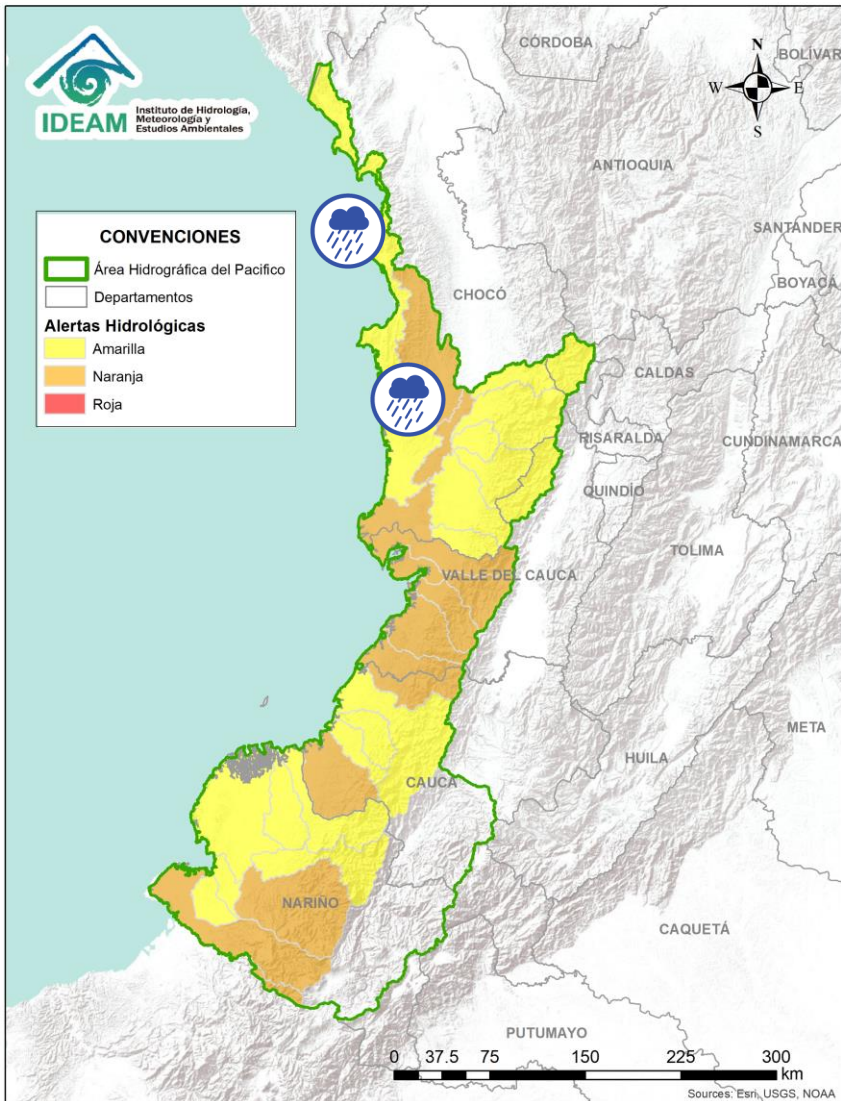 IDEAM
Instituto de Hidrología,
Meteorología y
Estudios Ambientales
N
W
E
S
CONVENCIONES
Área Hidrográfica del Pacifico
Departamentos
Alertas Hidrológicas
Amarilla
Naranja
Roja
CÓRDOBA
BOLÍVAR
ANTIOQUIA
SANTANDER
BOYACÁ
CHOCÓ
CALDAS
RISARALDA
CUNDINAMARCA
QUINDÍO
TOLIMA
VALLE DEL CAUCA
META
HUILA
CAUCA
NARIÑO
CAQUETÁ
PUTUMAYO
0 37.5 75 150 225 300
km
Sources: Esri, USGS, NOAA